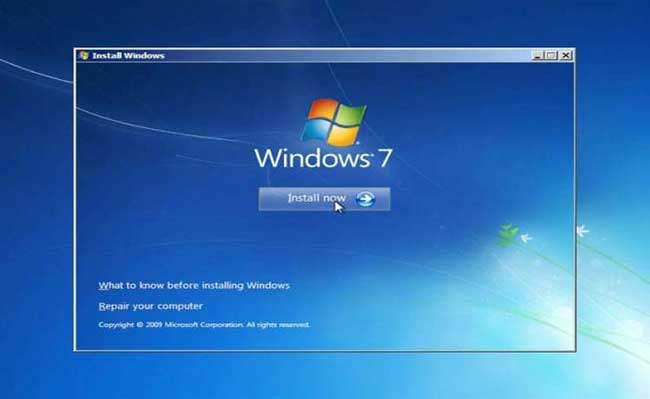 Install Windows
Windows 7
Install now
What to know before installing Windows
Repair your computer
Copyright © 2009 Microsoft Corporation. All rights reserved.